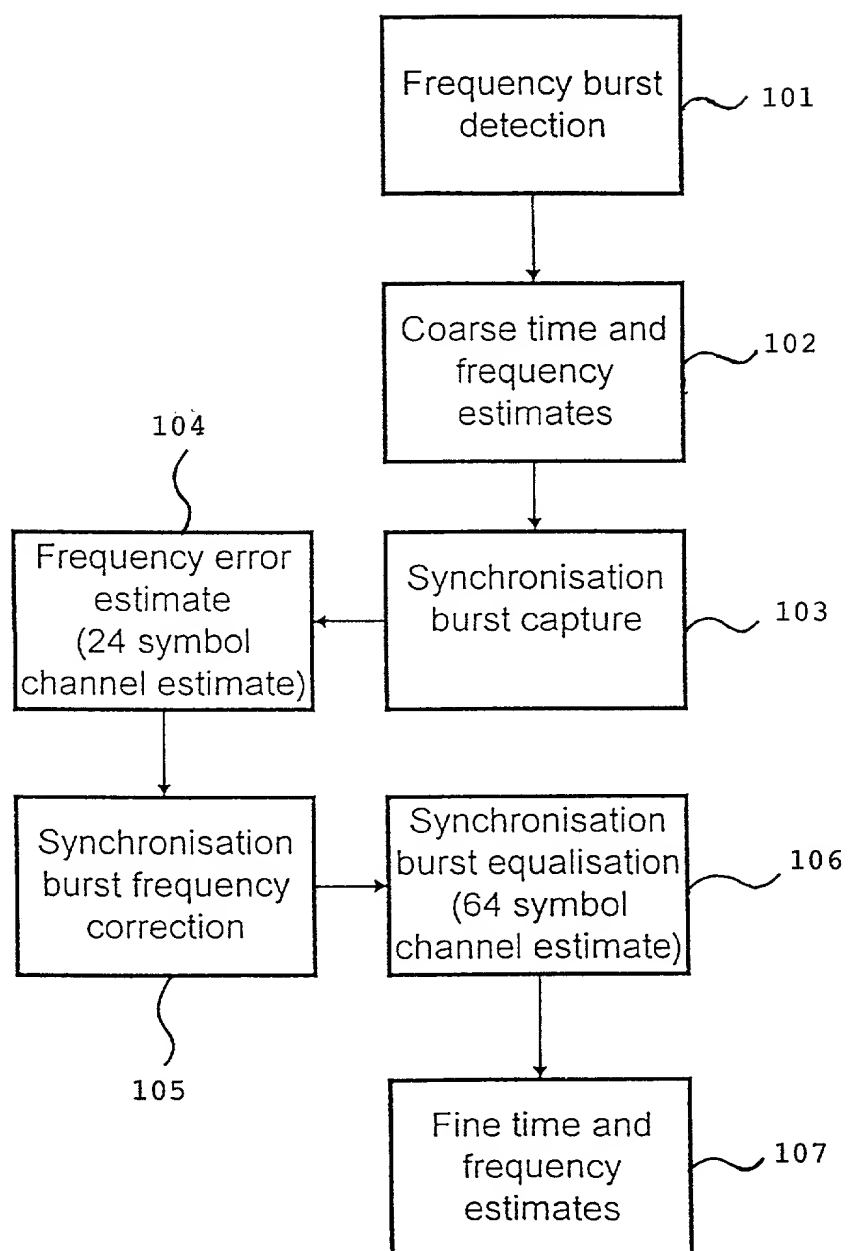 Frequency burst
detection
101
Coarse time and
frequency
estimates
102
Synchronisation
burst capture
103
104
Frequency error
estimate
(24 symbol
channel estimate)
Synchronisation
burst frequency
correction
105
Synchronisation
burst equalisation
(64 symbol
channel estimate)
106
Fine time and
frequency
estimates
107